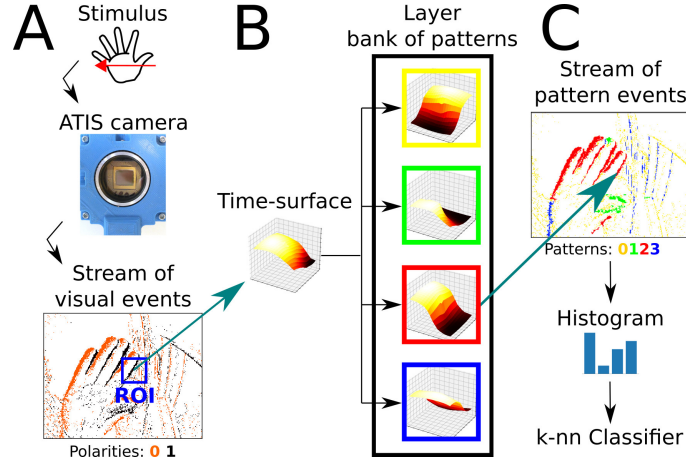 A
Stimulus
ATIS camera
Stream of
visual events
ROI
Polarities: 0 1
B
Layer
bank of patterns
Time-surface
C
Stream of
pattern events
Patterns: 0123
Histogram
k-nn Classifier